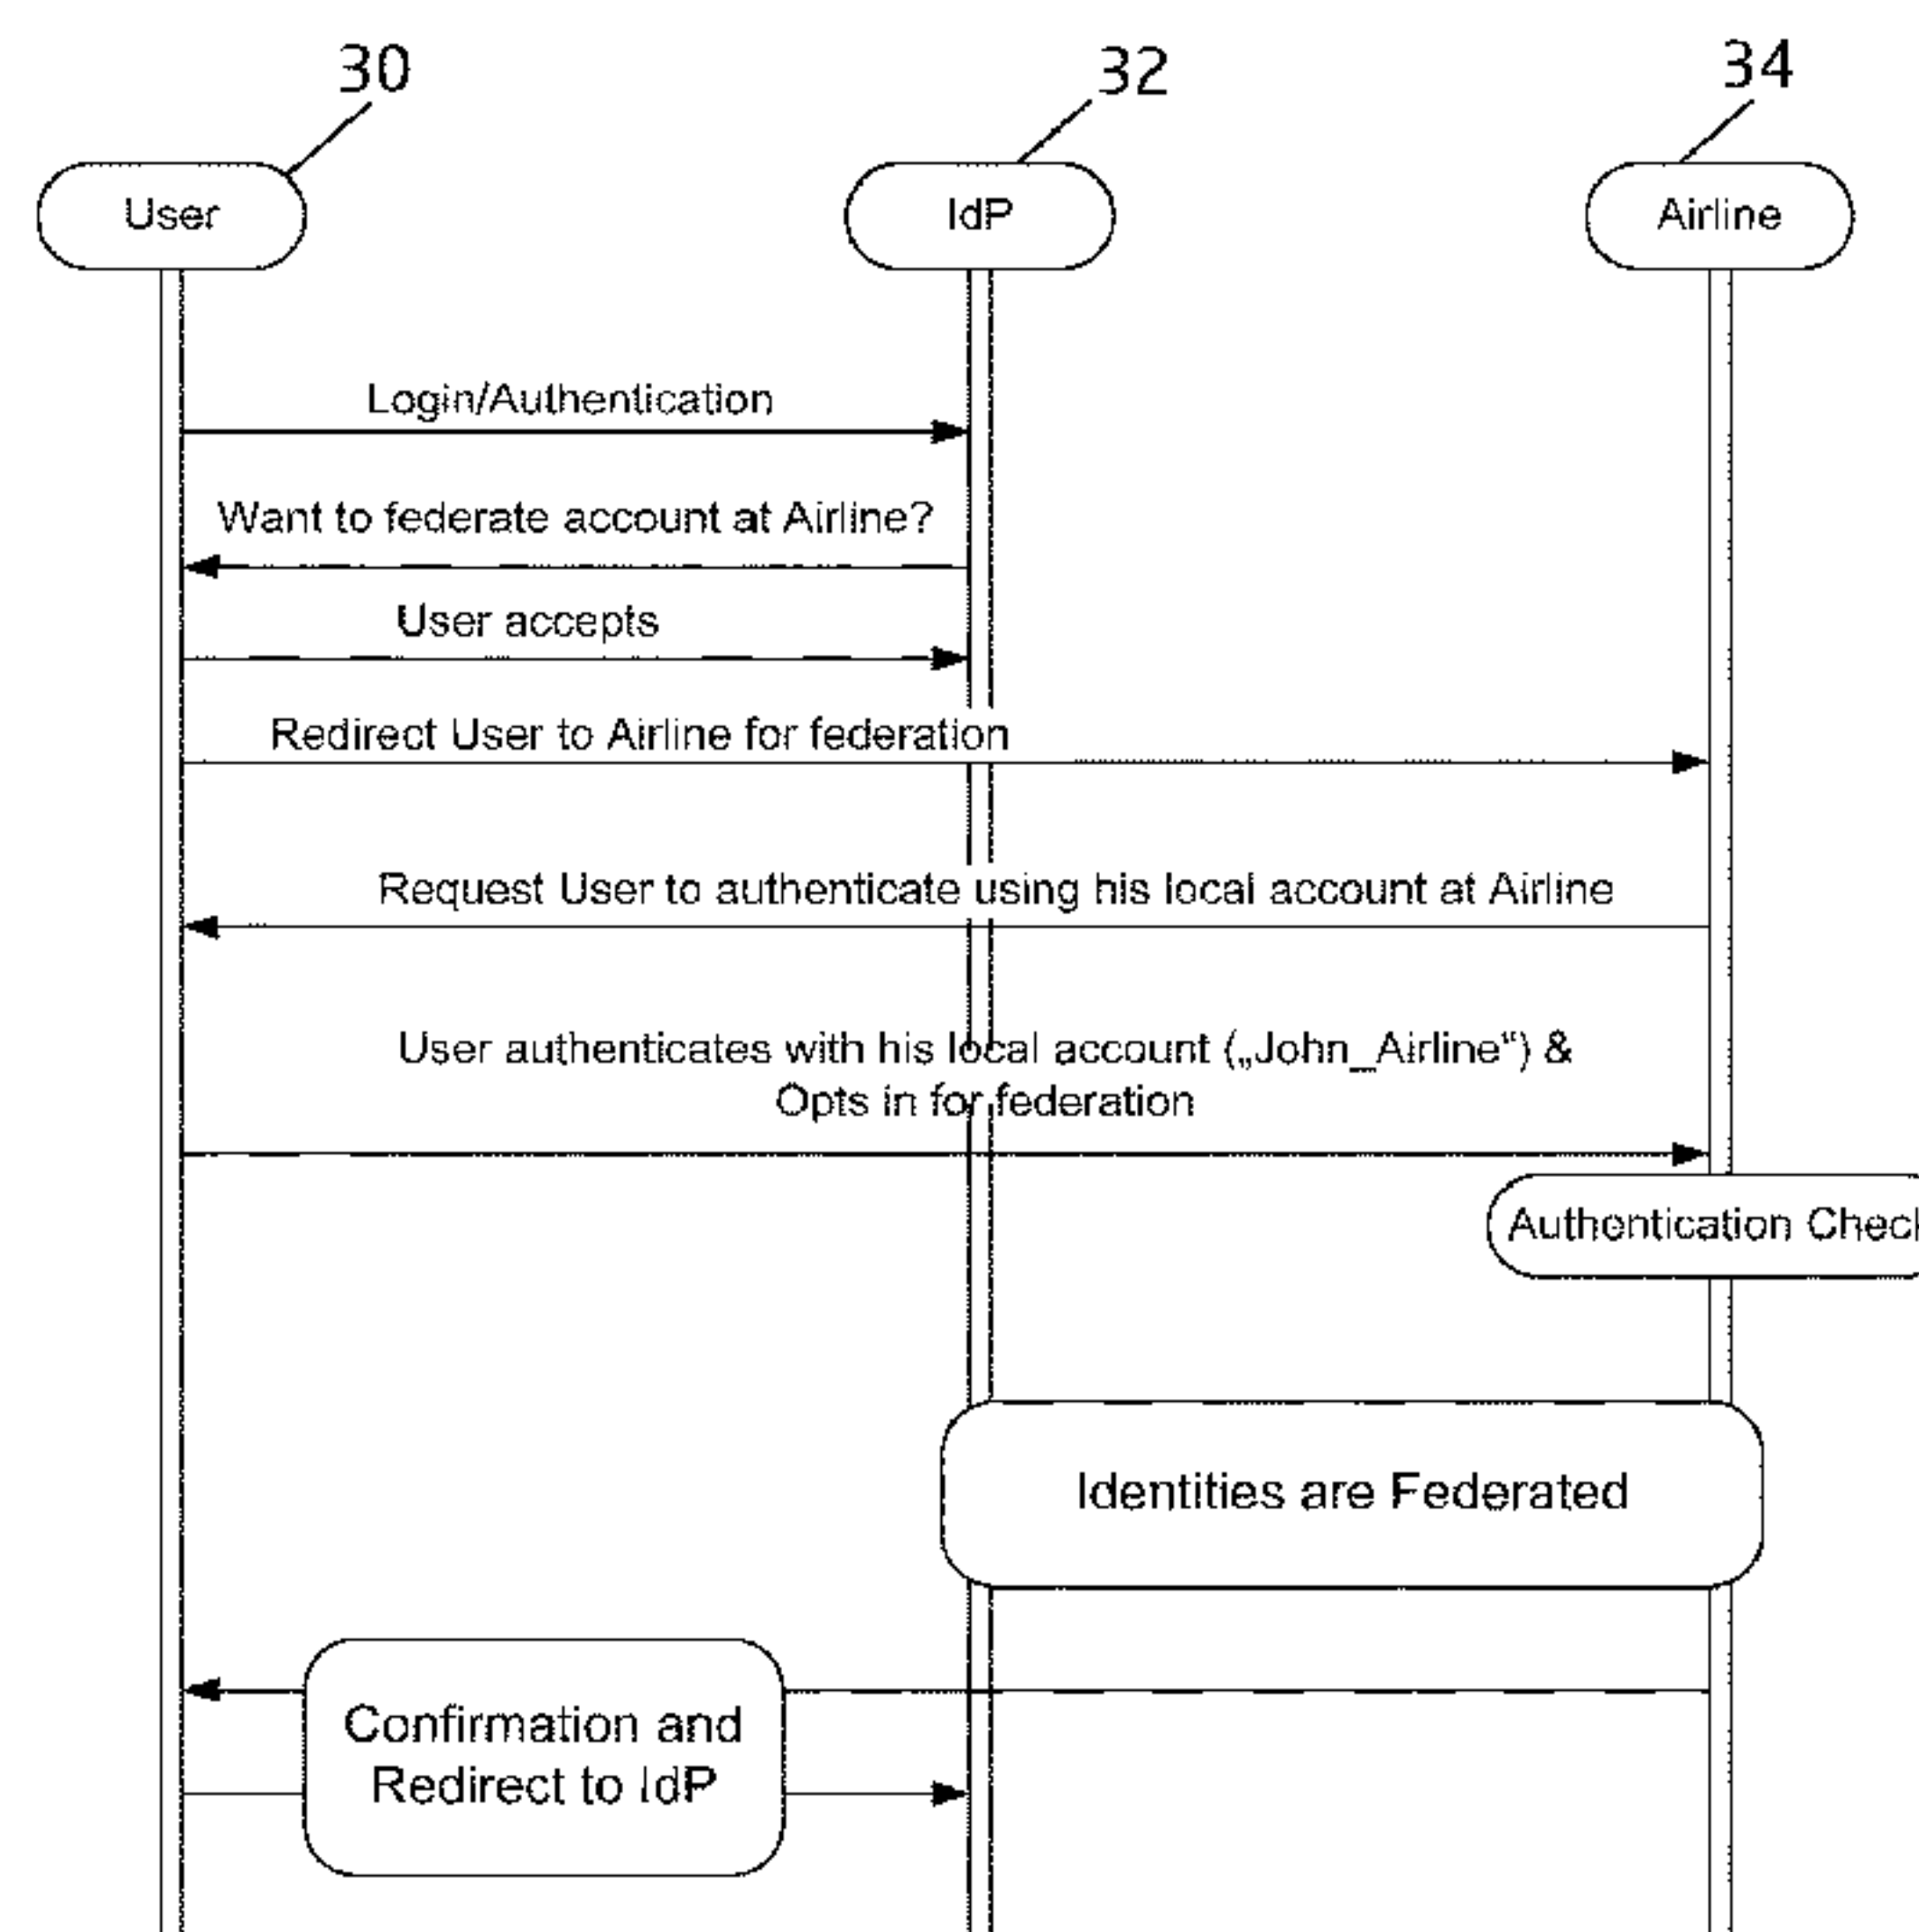 30
32
34
User
IdP
Airline
Login/Authentication
Want to federate account at Airline?
User accepts
Redirect User to Airline for federation
Request User to authenticate using his local account at Airline
User authenticates with his local account („John_Airline“) &
Opts in for federation
Authentication Check
Identities are Federated
Confirmation and
Redirect to IdP